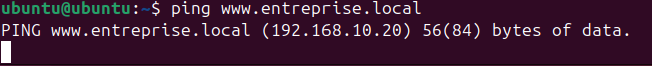 ubuntu@ubuntu:~$ ping www.entreprise.local
PING www.entreprise.local (192.168.10.20) 56(84) bytes of data.